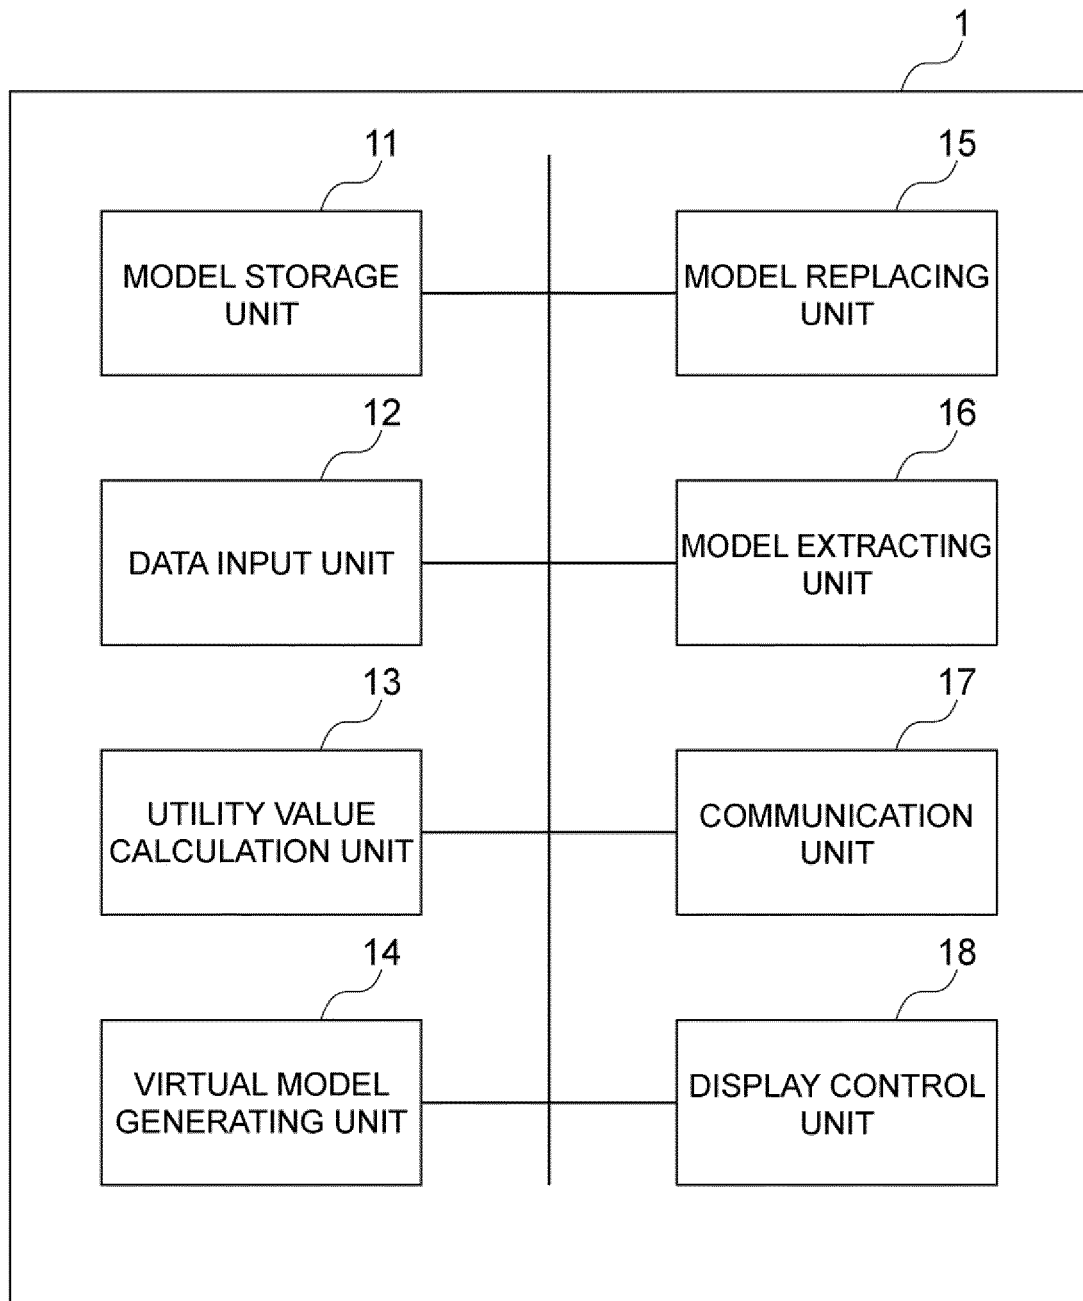 1
11
MODEL STORAGE
UNIT
15
MODEL REPLACING
UNIT
12
DATA INPUT UNIT
16
MODEL EXTRACTING
UNIT
13
UTILITY VALUE
CALCULATION UNIT
17
COMMUNICATION
UNIT
14
VIRTUAL MODEL
GENERATING UNIT
18
DISPLAY CONTROL
UNIT